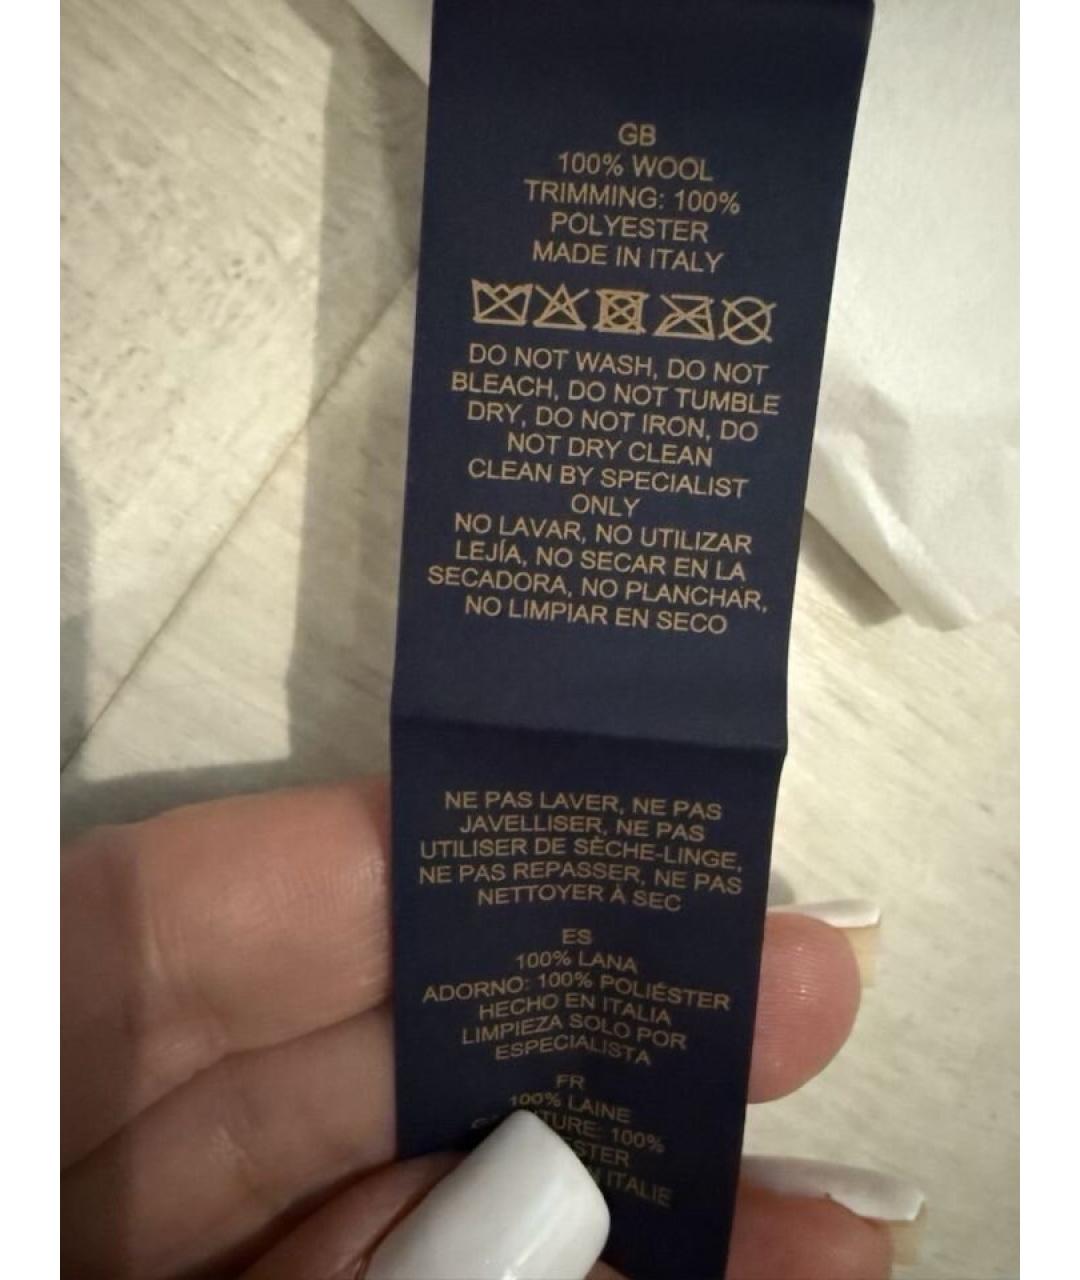 GB
100% WOOL
TRIMMING: 100%
POLYESTER
MADE IN ITALY
DO NOT WASH, DO NOT
BLEACH, DO NOT TUMBLE
DRY, DO NOT IRON, DO
NOT DRY CLEAN
CLEAN BY SPECIALIST
ONLY
NO LAVAR, NO UTILIZAR
LEJÍA, NO SECAR EN LA
SECADORA, NO PLANCHAR,
NO LIMPIAR EN SECO
NE PAS LAVER, NE PAS
JAVELLISER, NE PAS
UTILISER DE SÈCHE-LINGE,
NE PAS REPASSER, NE PAS
NETTOYER À SEC
ES
100% LANA
ADORNO: 100% POLIÉSTER
HECHO EN ITALIA
LIMPIEZA SOLO POR
ESPECIALISTA
FR
100% LAINE
100%
ITALIE